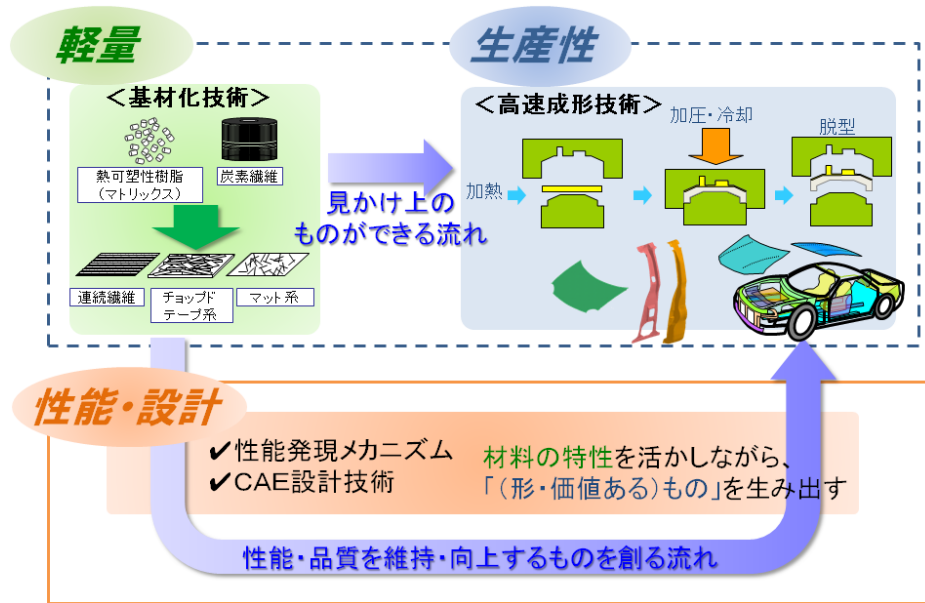 軽量
生産性
＜基材化技術＞
熱可塑性樹脂
（マトリックス）
炭素繊維
連続繊維
チョップド
テープ系
マット系
見かけ上の
ものができる流れ
＜高速成形技術＞
加熱
加圧・冷却
脱型
性能・設計
✔性能発現メカニズム
✔CAE設計技術
材料の特性を活かしながら、
「（形・価値ある）もの」を生み出す
性能・品質を維持・向上するものを創る流れ